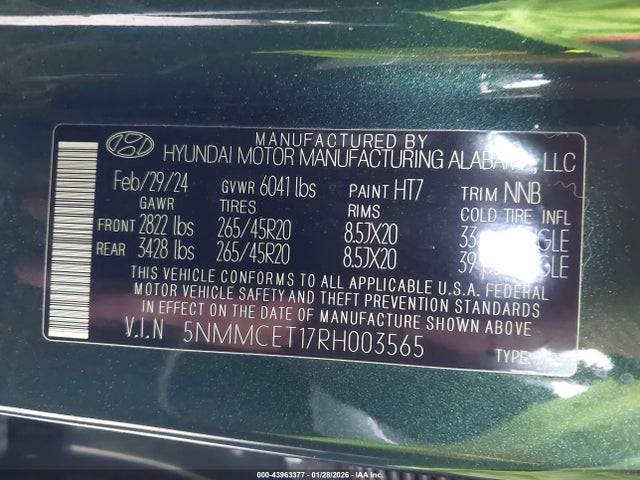 MANUFACTURED BY
HYUNDAI MOTOR MANUFACTURING ALABAMA, LLC
Feb/29/24 GVWR 6041 lbs PAINT HT7 TRIM NNB
GAWR TIRES RIMS COLD TIRE INFL
FRONT 2822 lbs 265/45R20 8.5JX20
REAR 3428 lbs 265/45R20 8.5JX20
THIS VEHICLE CONFORMS TO ALL APPLICABLE U.S.A FEDERAL
MOTOR VEHICLE SAFETY AND THEFT PREVENTION STANDARDS
IN EFFECT ON THE DATE OF MANUFACTURE SHOWN ABOVE
V.I.N 5NMMCET17RH003565
TYPE:
000-43963377 | 01/28/2026 - IAA Inc.